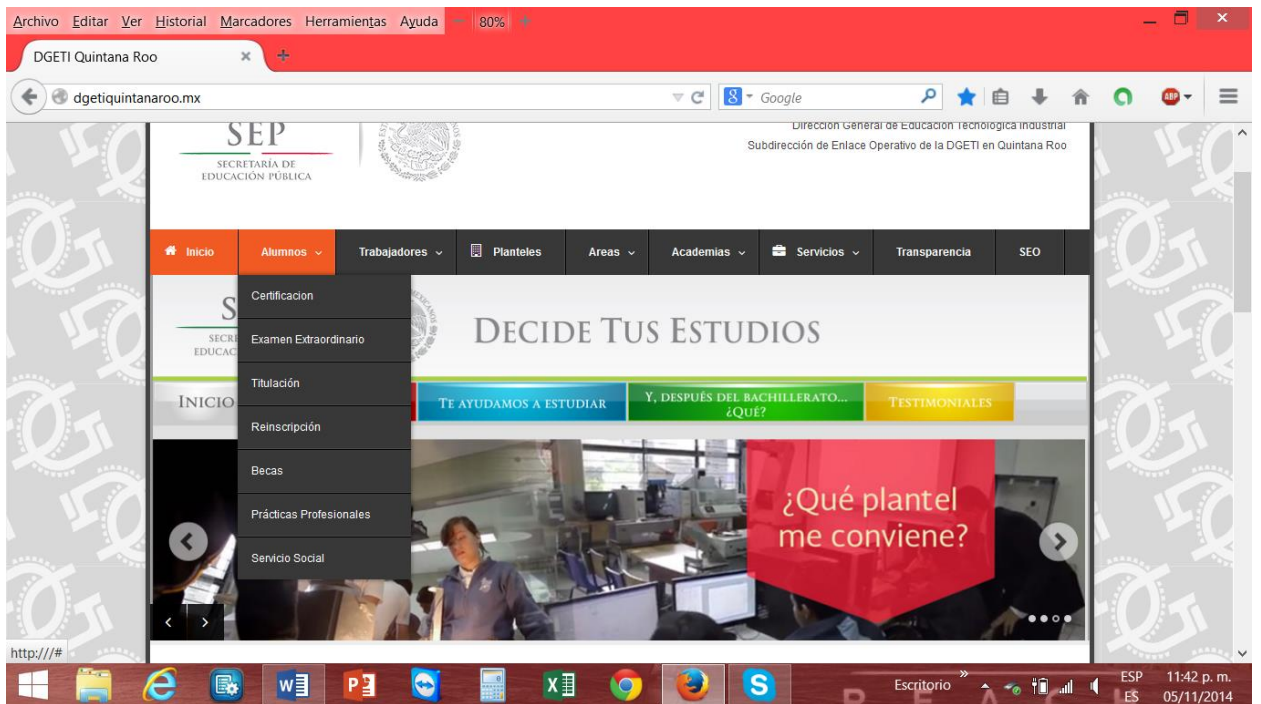 Archivo Editar Ver Historial Marcadores Herramientas Ayuda − 80% +
DGETI Quintana Roo
dgetiquintanaroo.mx
Google
ABP
SEP
SECRETARÍA DE
EDUCACIÓN PÚBLICA
Dirección General de Educación Tecnológica Industrial
Subdirección de Enlace Operativo de la DGETI en Quintana Roo
Inicio Alumnos Trabajadores Planteles Areas Academias Servicios Transparencia SEO
Certificacion
Examen Extraordinario
Titulación
Reinscripción
Becas
Prácticas Profesionales
Servicio Social
DECIDE TUS ESTUDIOS
INICIO
TE AYUDAMOS A ESTUDIAR
Y, DESPUÉS DEL BACHILLERATO...
¿QUÉ?
TESTIMONIALES
¿Qué plantel
me conviene?
http:///#
Escritorio
ESP
ES
11:42 p. m.
05/11/2014